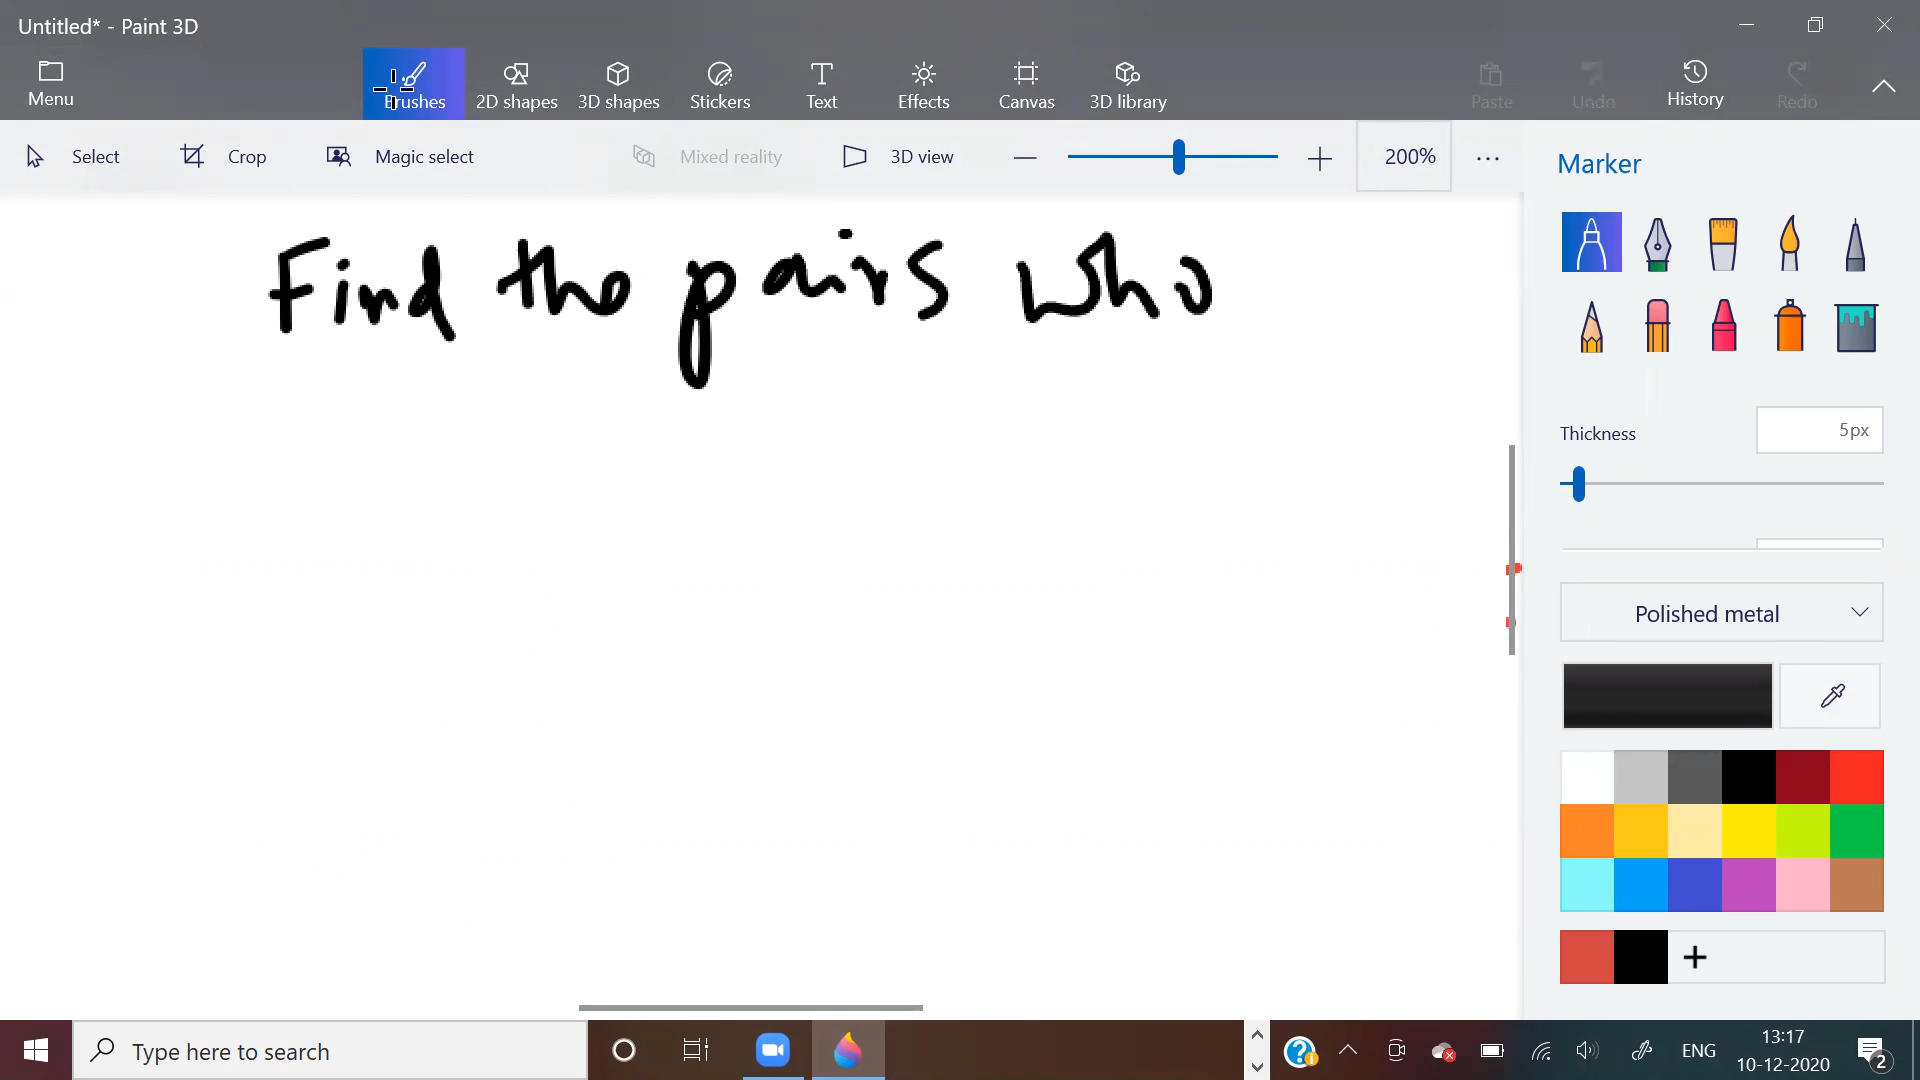 Untitled* - Paint 3D
Menu
Brushes
2D shapes
3D shapes
Stickers
Text
Effects
Canvas
3D library
Paste
Undo
History
Redo
Select
Crop
Magic select
Mixed reality
3D view
200%
Marker
Find the pairs who
Thickness
5px
Polished metal
Type here to search
ENG
13:17
10-12-2020
2